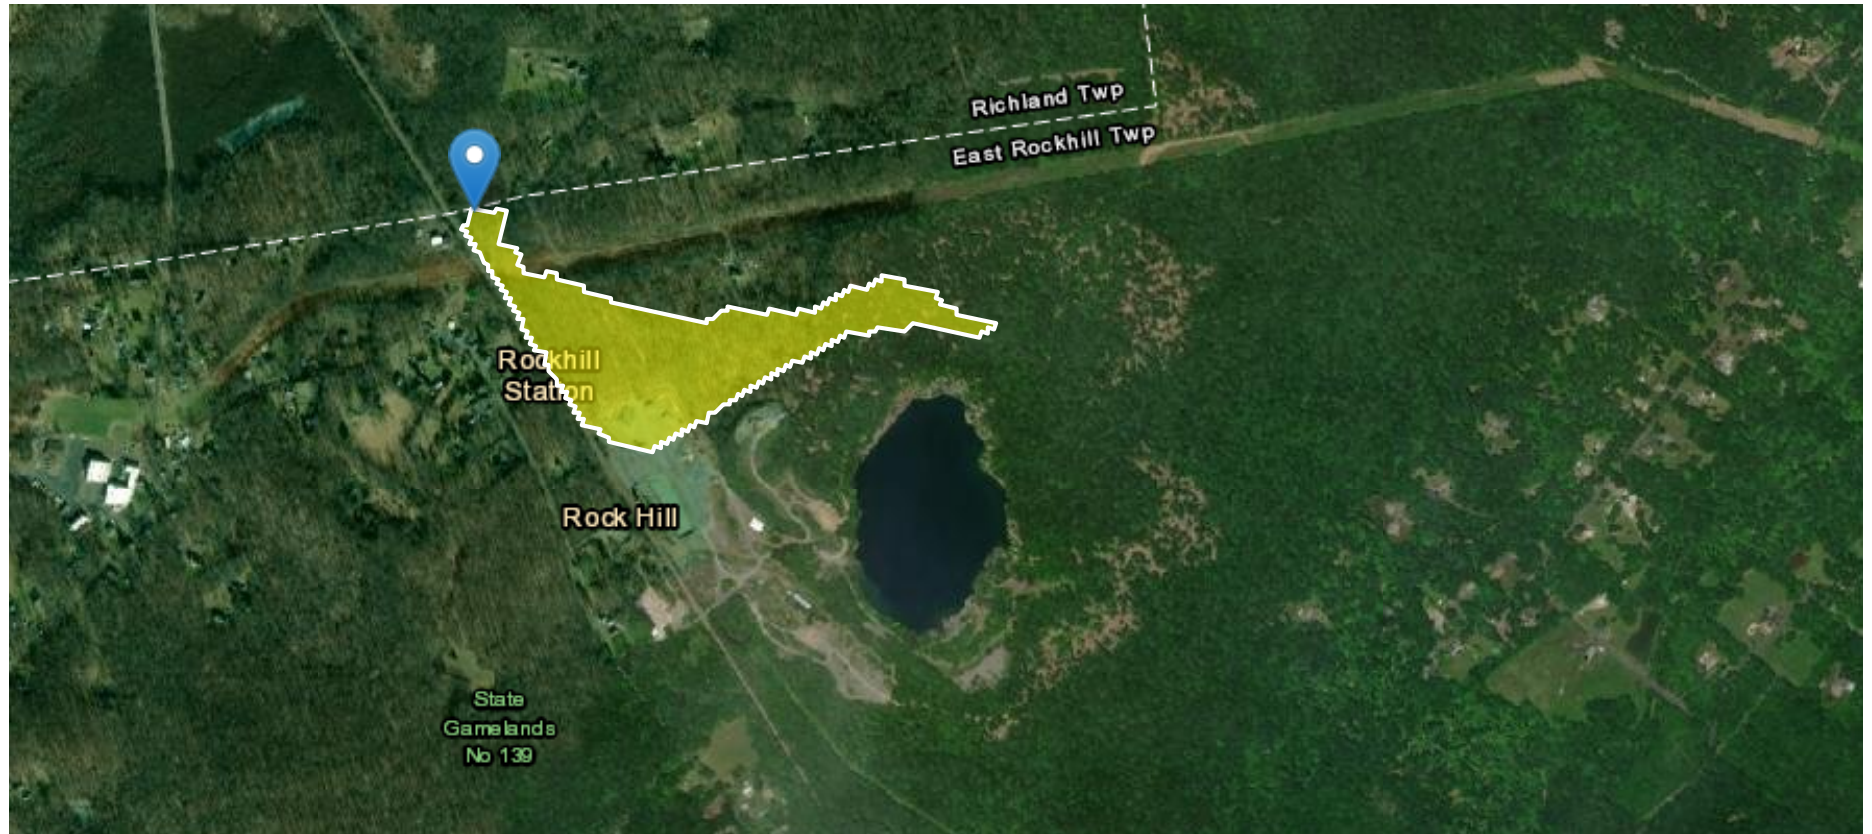 Richland Twp
East Rockhill Twp
Rockhill
Station
Rock Hill
State
Gamelands
No 139